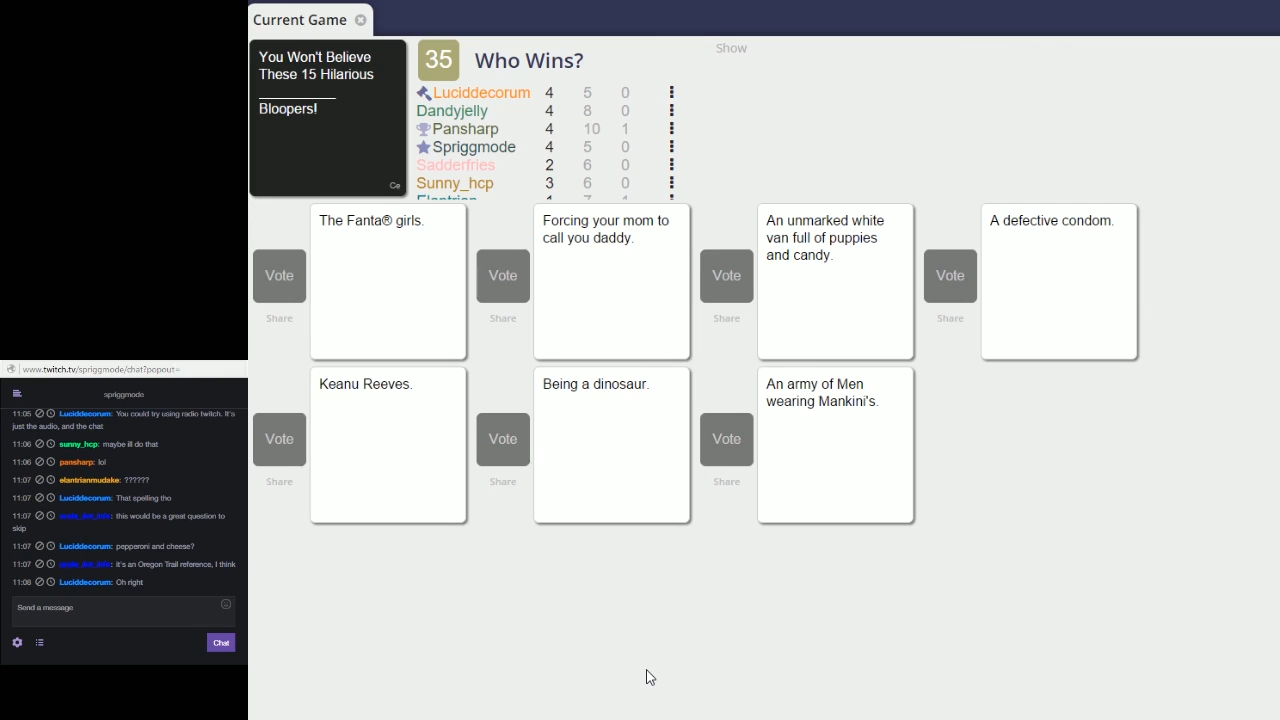 Current Game
You Won't Believe
These 15 Hilarious
__________
Bloopers!
Ce
35 Who Wins?
Show
Luciddecorum 4 5 0
Dandyjelly 4 8 0
Pansharp 4 10 1
Spriggmode 4 5 0
Sadderfries 2 6 0
Sunny_hcp 3 6 0
Vote
Share
The Fanta® girls.
Vote
Share
Forcing your mom to
call you daddy.
Vote
Share
An unmarked white
van full of puppies
and candy.
Vote
Share
A defective condom.
Vote
Share
Keanu Reeves.
Vote
Share
Being a dinosaur.
Vote
Share
An army of Men
wearing Mankini's.
www.twitch.tv/spriggmode/chat?popout=
spriggmode
11:05 Luciddecorum: You could try using radio twitch. It's
just the audio, and the chat
11:06 sunny_hcp: maybe ill do that
11:06 pansharp: lol
11:07 elantrianmudake: ??????
11:07 Luciddecorum: That spelling tho
11:07 : this would be a great question to
skip
11:07 Luciddecorum: pepperoni and cheese?
11:07 : it's an Oregon Trail reference, I think
11:08 Luciddecorum: Oh right
Send a message
Chat